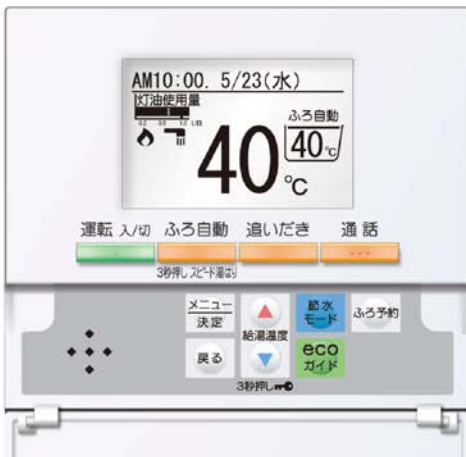 AM10:00. 5/23(水)
灯油使用量
ふろ自動
40℃
40℃
運転 入/切 ふろ自動 追いだき 通話
3秒押し スピード湯はり
メニュー
決定
給湯温度
節水
モード
ふろ予約
戻る
eco
ガイド
3秒押し